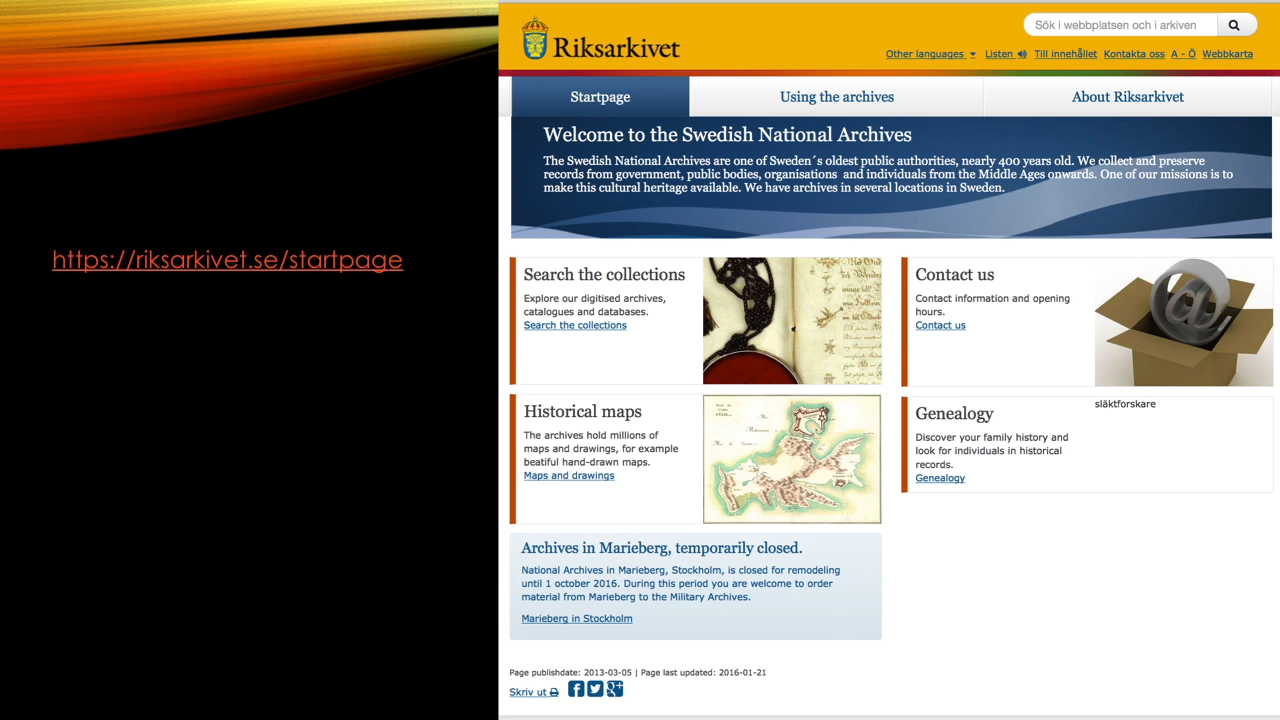 https://riksarkivet.se/startpage
Riksarkivet
Sök i webbplatsen och i arkiven
Other languages Listen Till innehållet Kontakta oss A - Ö Webbkarta
Startpage Using the archives About Riksarkivet
Welcome to the Swedish National Archives
The Swedish National Archives are one of Sweden´s oldest public authorities, nearly 400 years old. We collect and preserve
records from government, public bodies, organisations and individuals from the Middle Ages onwards. One of our missions is to
make this cultural heritage available. We have archives in several locations in Sweden.
Search the collections
Explore our digitised archives,
catalogues and databases.
Search the collections
Contact us
Contact information and opening
hours.
Contact us
Historical maps
The archives hold millions of
maps and drawings, for example
beatiful hand-drawn maps.
Maps and drawings
Genealogy
Discover your family history and
look for individuals in historical
records.
Genealogy
släktforskare
Archives in Marieberg, temporarily closed.
National Archives in Marieberg, Stockholm, is closed for remodeling
until 1 october 2016. During this period you are welcome to order
material from Marieberg to the Military Archives.
Marieberg in Stockholm
Page publishdate: 2013-03-05 | Page last updated: 2016-01-21
Skriv ut